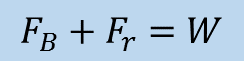 F_B + F_r = W